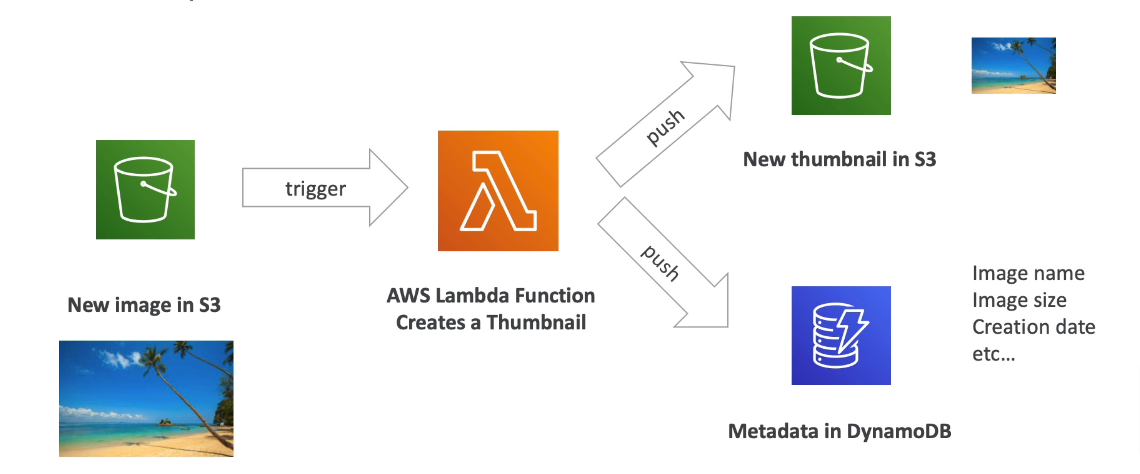 New image in S3
trigger
AWS Lambda Function
Creates a Thumbnail
push
push
New thumbnail in S3
Image name
Image size
Creation date
etc...
Metadata in DynamoDB